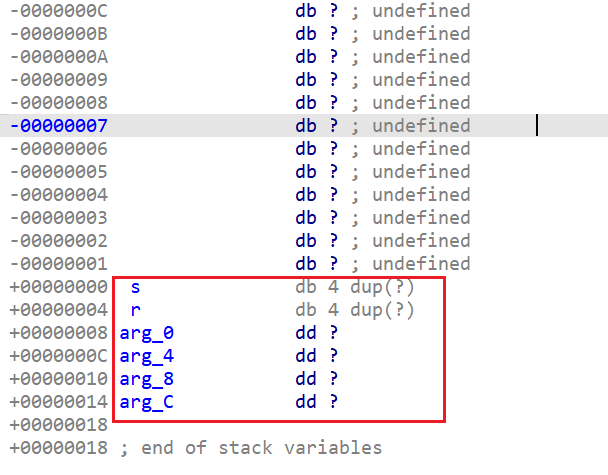 -0000000C db ? ; undefined
-0000000B db ? ; undefined
-0000000A db ? ; undefined
-00000009 db ? ; undefined
-00000008 db ? ; undefined
-00000007 db ? ; undefined
-00000006 db ? ; undefined
-00000005 db ? ; undefined
-00000004 db ? ; undefined
-00000003 db ? ; undefined
-00000002 db ? ; undefined
-00000001 db ? ; undefined
+00000000 s db 4 dup(?)
+00000004 r db 4 dup(?)
+00000008 arg_0 dd ?
+0000000C arg_4 dd ?
+00000010 arg_8 dd ?
+00000014 arg_C dd ?
+00000018
+00000018 ; end of stack variables